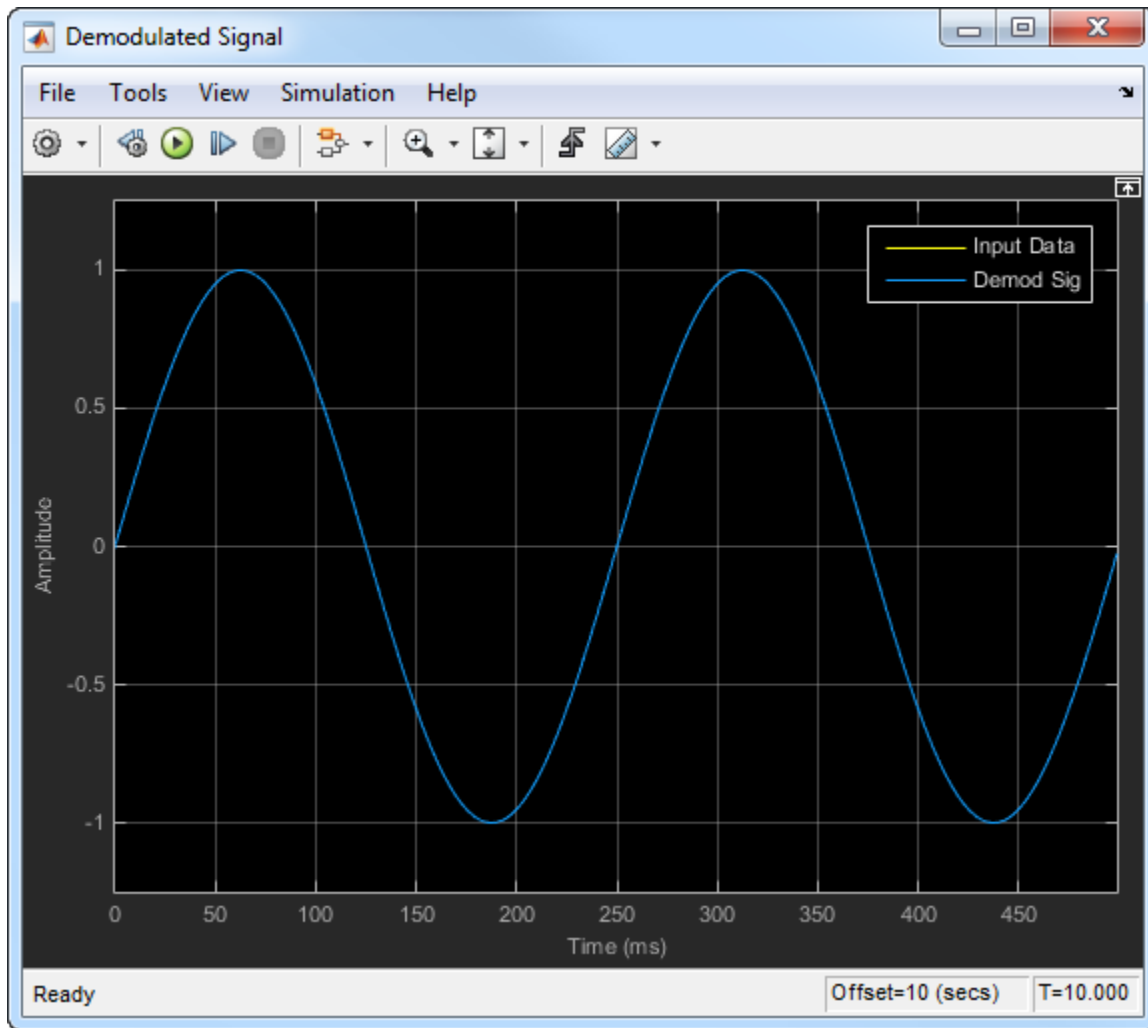 Demodulated Signal
File Tools View Simulation Help
Input Data
Demod Sig
1
0.5
0
-0.5
-1
Amplitude
0 50 100 150 200 250 300 350 400 450
Time (ms)
Ready Offset=10 (secs) T=10.000